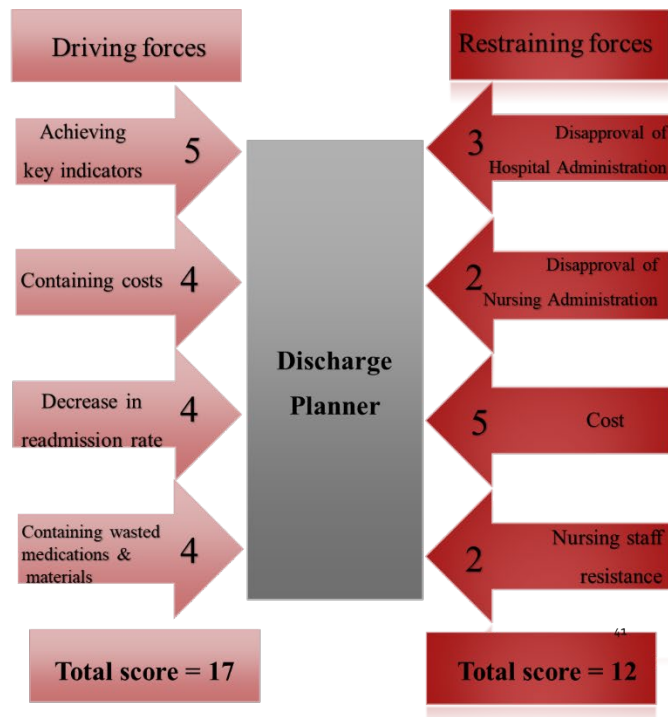 Driving forces
Achieving
key indicators
5
Containing costs
4
Decrease in
readmission rate
4
Containing wasted
medications &
materials
4
Total score = 17
Discharge
Planner
Restraining forces
3
Disapproval of
Hospital Administration
2
Disapproval of
Nursing Administration
5
Cost
2
Nursing staff
resistance
41
Total score = 12